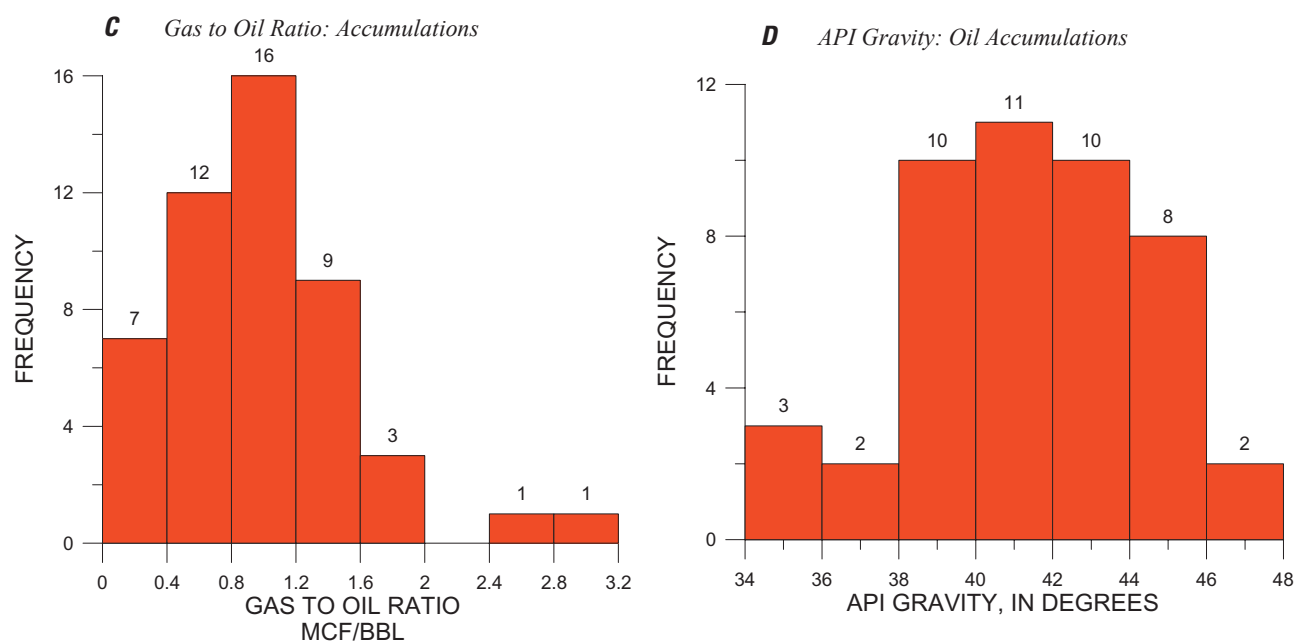 C Gas to Oil Ratio: Accumulations
16
16
12
12
9
8
7
4
3
1 1
0
0 0.4 0.8 1.2 1.6 2 2.4 2.8 3.2
FREQUENCY
GAS TO OIL RATIO
MCF/BBL
D API Gravity: Oil Accumulations
12
11
10 10
8
8
4
3
2 2
0
34 36 38 40 42 44 46 48
FREQUENCY
API GRAVITY, IN DEGREES